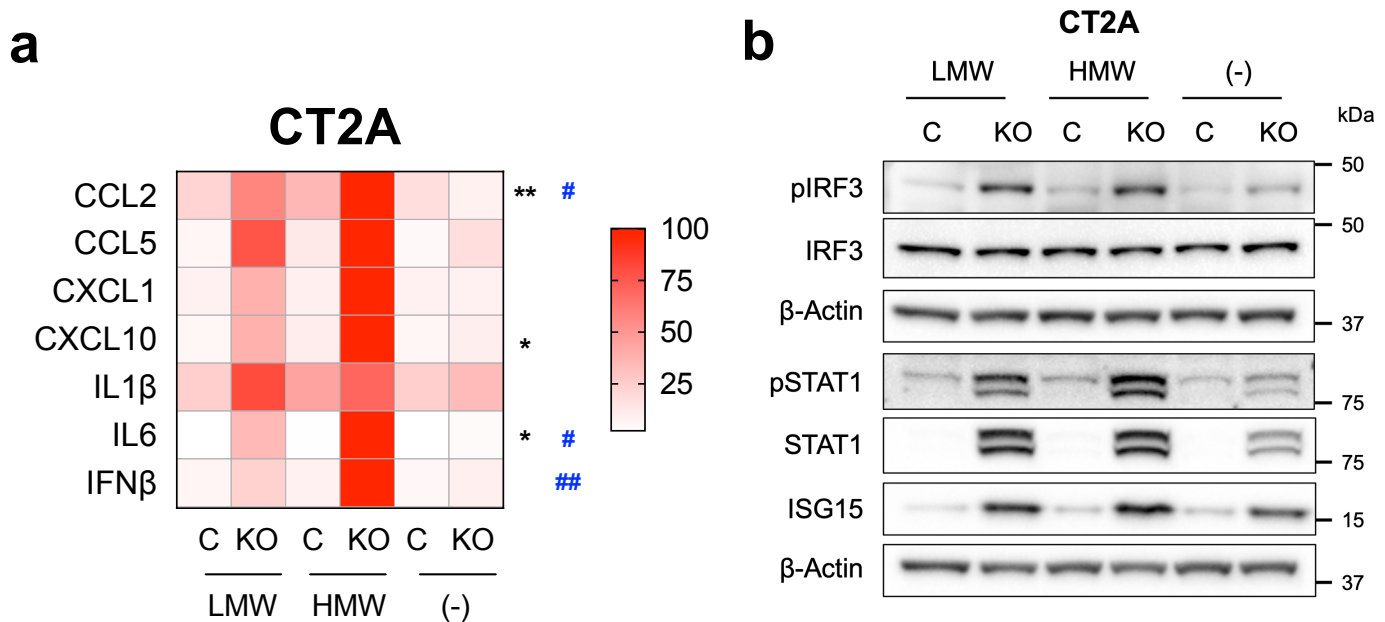 a
CT2A
CCL2 ** #
CCL5
CXCL1
CXCL10 *
IL1β
IL6 * #
IFNβ ##
100
75
50
25
C KO C KO C KO
LMW HMW (-)
b
CT2A
LMW HMW (-)
kDa
C KO C KO C KO
pIRF3 50
IRF3 50
β-Actin 37
pSTAT1 75
STAT1 75
ISG15 15
β-Actin 37